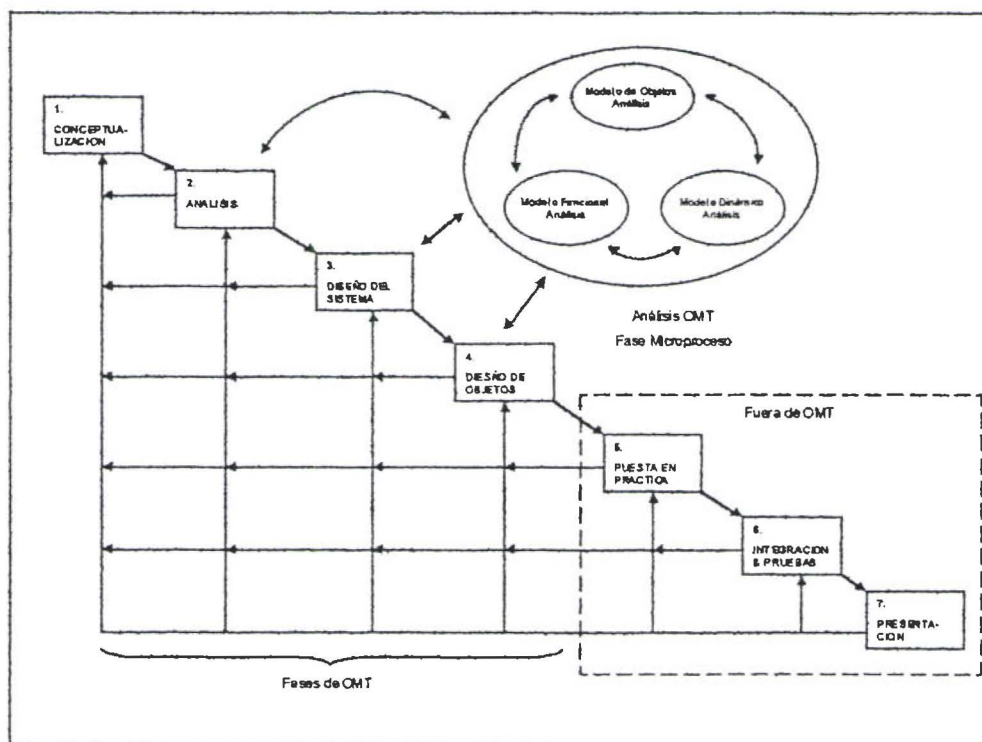 1.
CONCEPTUA-
LIZACION
2.
ANALISIS
3.
DISEÑO DEL
SISTEMA
4.
DIESÑO DE
OBJETOS
5.
PUESTA EN
PRACTICA
6.
INTEGRACION
& PRUEBAS
7.
PRESENTA-
CION
Modelo de Objetos
Análisis
Modelo Funcional
Análisis
Modelo Dinámico
Análisis
Análisis OMT
Fase Microproceso
Fuera de OMT
Fases de OMT